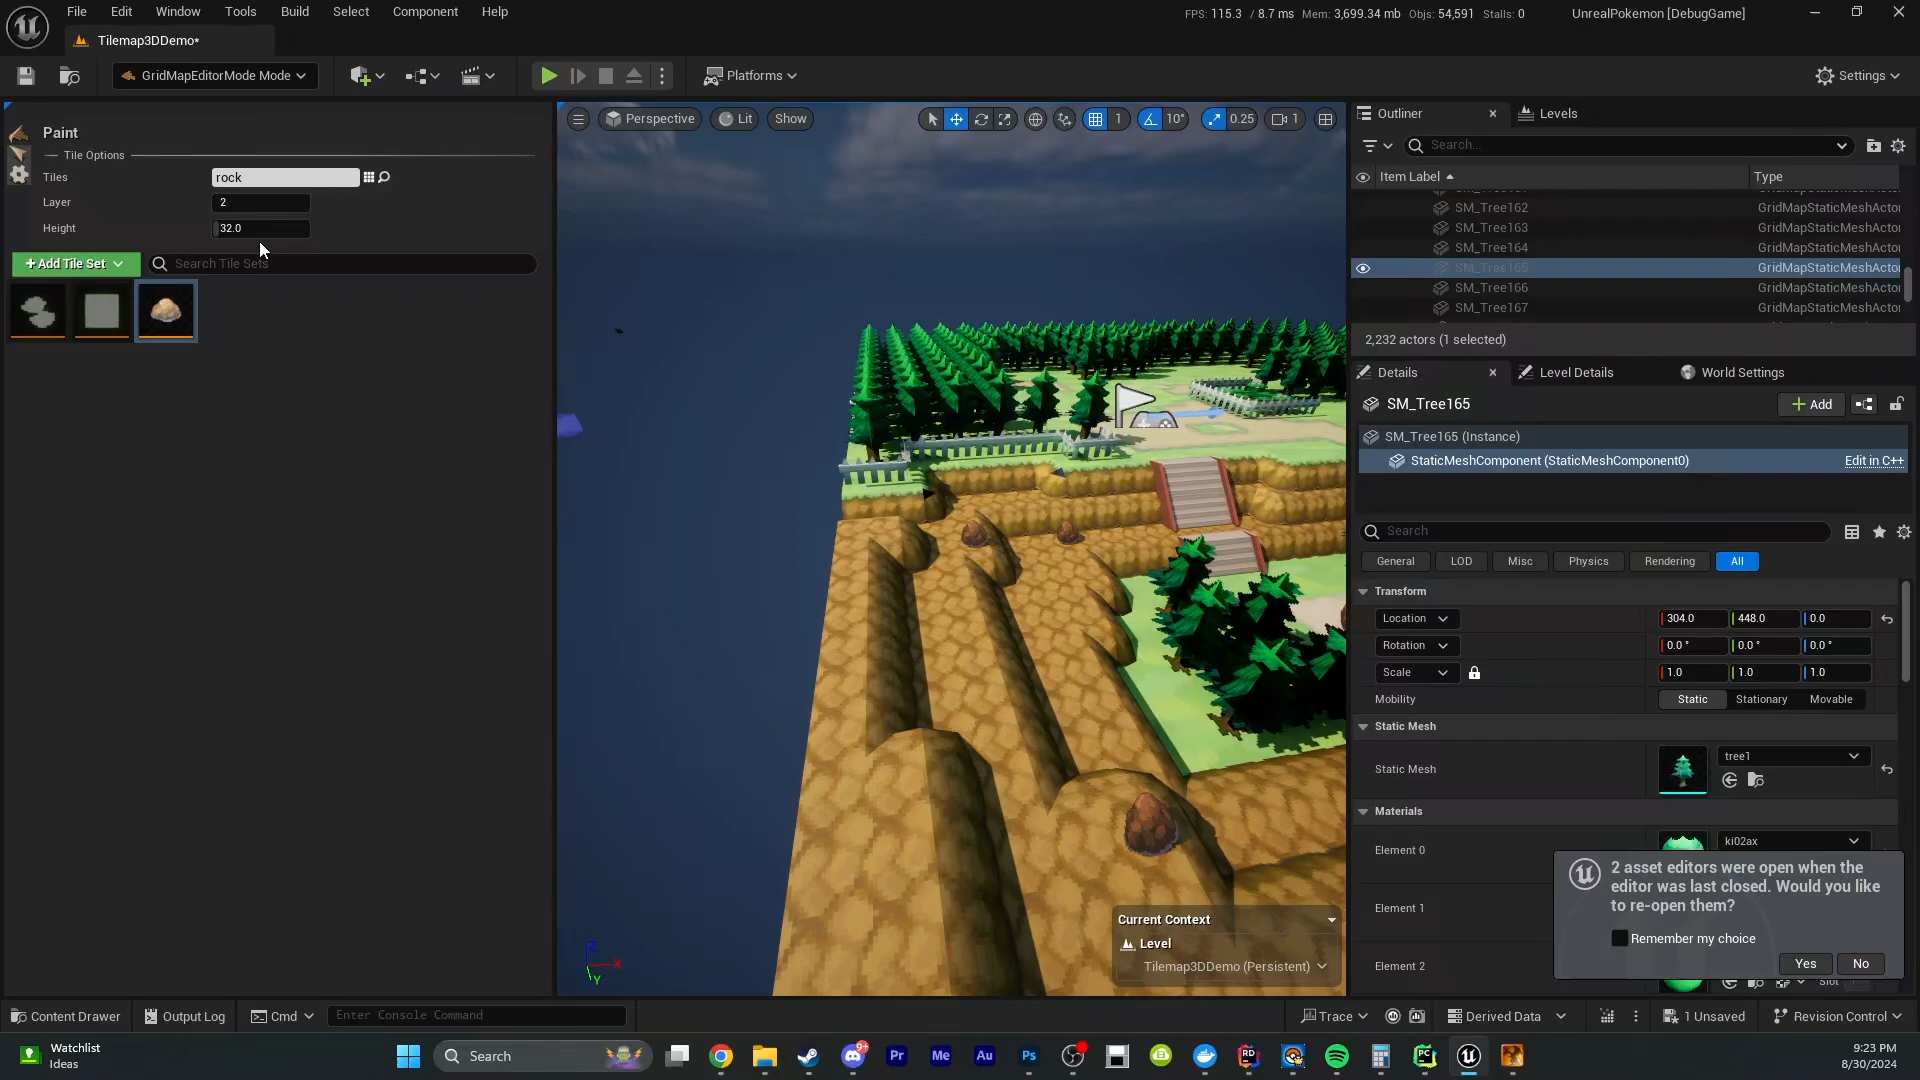 File Edit Window Tools Build Select Component Help
FPS: 115.3 / 8.7 ms Mem: 3,699.34 mb Objs: 54,591 Stalls: 0
UnrealPokemon [DebugGame]
Tilemap3DDemo*
GridMapEditorMode Mode
Platforms
Settings
Paint
Tile Options
Tiles
rock
Layer
2
Height
32.0
+ Add Tile Set
Search Tile Sets
Perspective
Lit
Show
1
10°
0.25
1
Current Context
Level
Tilemap3DDemo (Persistent)
Outliner
Levels
Search...
Item Label
Type
SM_Tree162 GridMapStaticMeshActor
SM_Tree163 GridMapStaticMeshActor
SM_Tree164 GridMapStaticMeshActor
SM_Tree165 GridMapStaticMeshActor
SM_Tree166 GridMapStaticMeshActor
SM_Tree167 GridMapStaticMeshActor
2,232 actors (1 selected)
Details
Level Details
World Settings
SM_Tree165
+ Add
SM_Tree165 (Instance)
StaticMeshComponent (StaticMeshComponent0)
Edit in C++
Search
General LOD Misc Physics Rendering All
Transform
Location 304.0 448.0 0.0
Rotation 0.0 ° 0.0 ° 0.0 °
Scale 1.0 1.0 1.0
Mobility Static Stationary Movable
Static Mesh
Static Mesh
tree1
Materials
Element 0
ki02ax
Element 1
Element 2
Slot
2 asset editors were open when the
editor was last closed. Would you like
to re-open them?
Remember my choice
Yes No
Content Drawer
Output Log
Cmd
Enter Console Command
Trace
Derived Data
1 Unsaved
Revision Control
Watchlist
Ideas
Search
9+
Pr
Me
Au
Ps
RD
PC
9:23 PM
8/30/2024